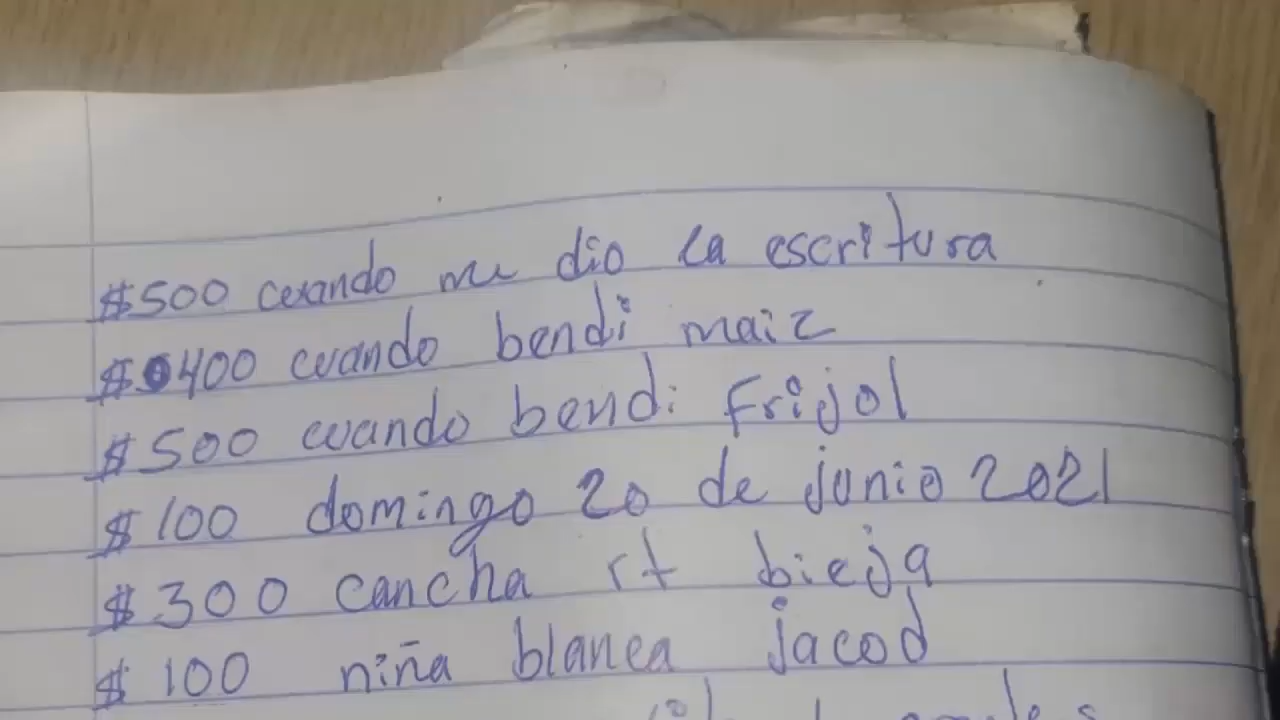 $500 cuando me dio la escritura
$400 cuando bendi maiz
$500 cuando bendi Frijol
$100 domingo 20 de junio 2021
$300 cancha rt bieja
$100 niña blanca jacod